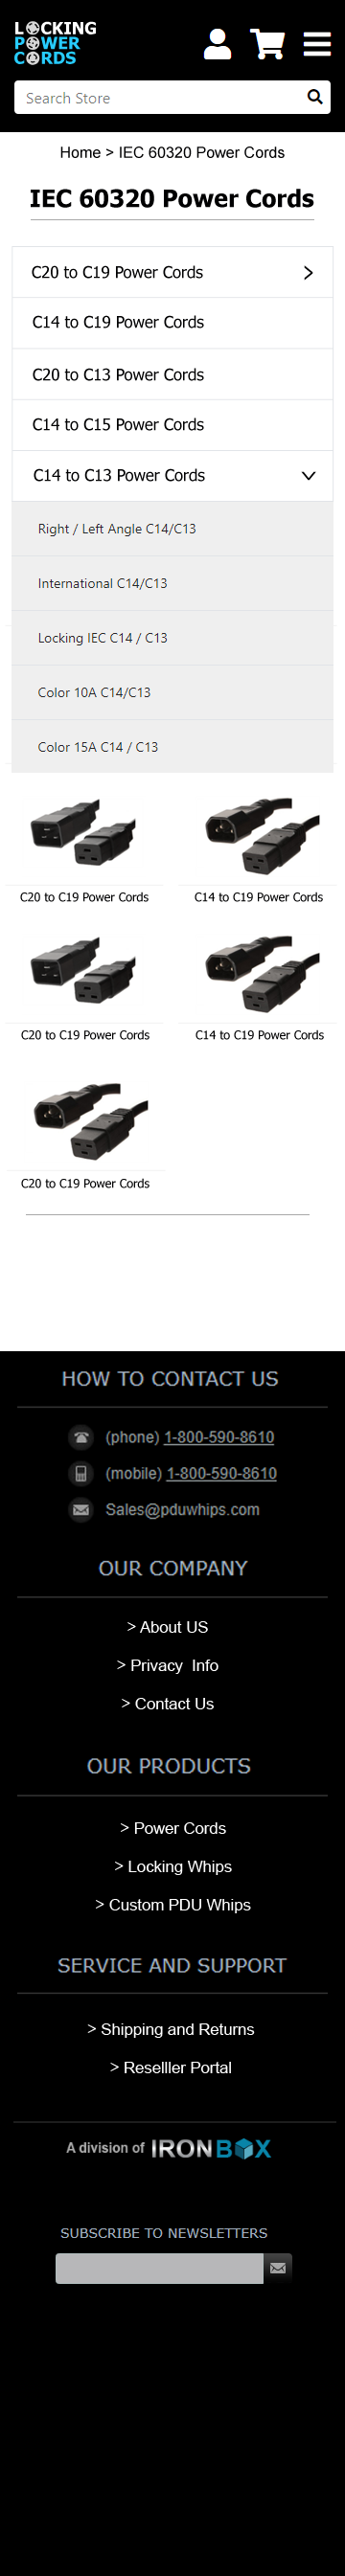 LOCKING
POWER
CORDS
Search Store
Home > IEC 60320 Power Cords
IEC 60320 Power Cords
C20 to C19 Power Cords
C14 to C19 Power Cords
C20 to C13 Power Cords
C14 to C15 Power Cords
C14 to C13 Power Cords
Right / Left Angle C14/C13
International C14/C13
Locking IEC C14 / C13
Color 10A C14/C13
Color 15A C14 / C13
C20 to C19 Power Cords
C14 to C19 Power Cords
C20 to C19 Power Cords
C14 to C19 Power Cords
C20 to C19 Power Cords
HOW TO CONTACT US
(phone) 1-800-590-8610
(mobile) 1-800-590-8610
Sales@pduwhips.com
OUR COMPANY
> About US
> Privacy Info
> Contact Us
OUR PRODUCTS
> Power Cords
> Locking Whips
> Custom PDU Whips
SERVICE AND SUPPORT
> Shipping and Returns
> Reselller Portal
A division of IRONBOX
SUBSCRIBE TO NEWSLETTERS